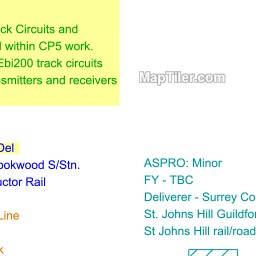 ck Circuits and
within CP5 work.
Ebi200 track circuits
smitters and receivers
MapTiler.com
Del
ookwood S/Stn.
uctor Rail
Line
ASPRO: Minor
FY - TBC
Deliverer - Surrey Co
St. Johns Hill Guildfor
St Johns Hill rail/road